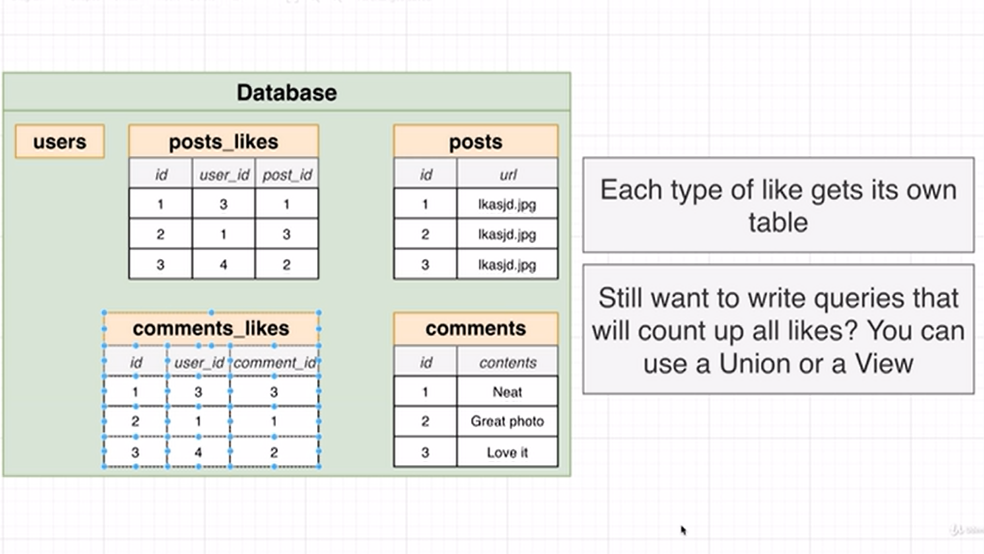 Database
users
posts_likes
id user_id post_id
1 3 1
2 1 3
3 4 2
posts
id url
1 lkasjd.jpg
2 lkasjd.jpg
3 lkasjd.jpg
comments_likes
id user_id comment_id
1 3 3
2 1 1
3 4 2
comments
id contents
1 Neat
2 Great photo
3 Love it
Each type of like gets its own
table
Still want to write queries that
will count up all likes? You can
use a Union or a View